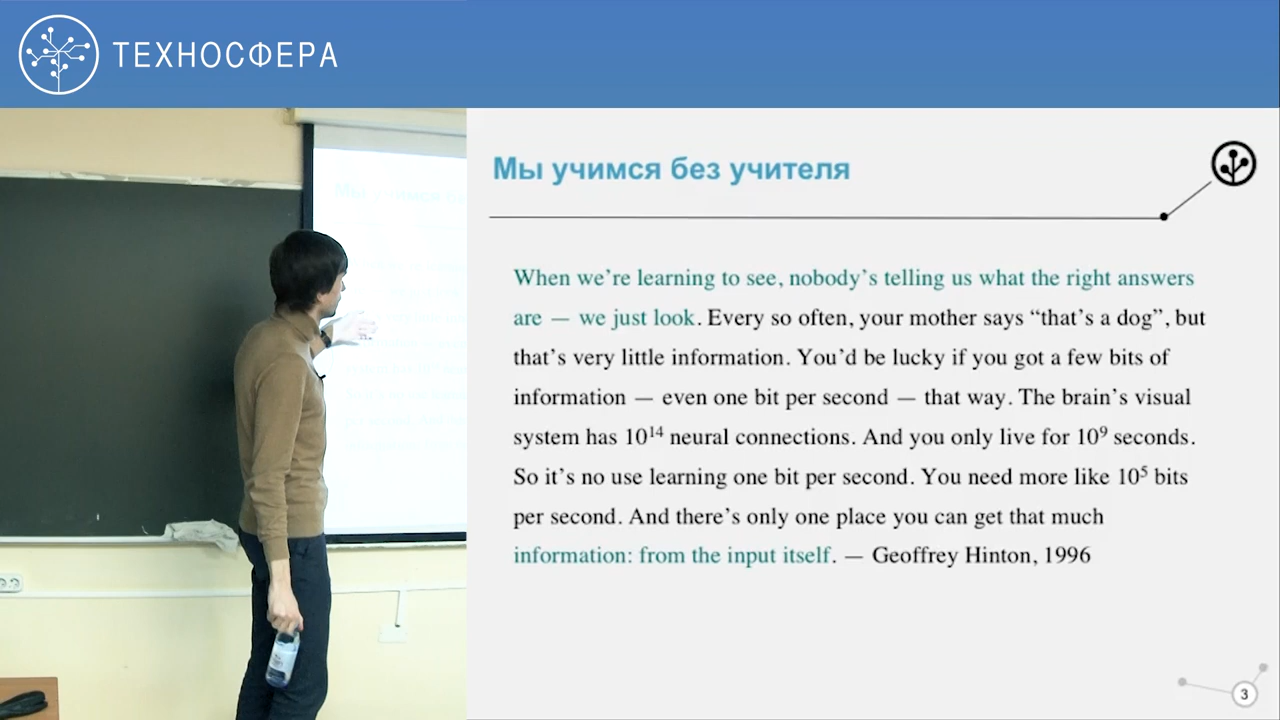 ТЕХНОСФЕРА
Мы учимся без учителя
When we’re learning to see, nobody’s telling us what the right answers
are — we just look. Every so often, your mother says “that’s a dog”, but
that’s very little information. You’d be lucky if you got a few bits of
information — even one bit per second — that way. The brain’s visual
system has 10¹⁴ neural connections. And you only live for 10⁹ seconds.
So it’s no use learning one bit per second. You need more like 10⁵ bits
per second. And there’s only one place you can get that much
information: from the input itself. — Geoffrey Hinton, 1996
3